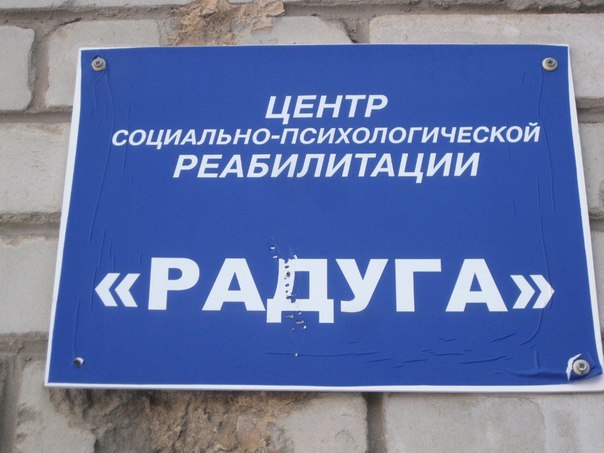 ЦЕНТР
СОЦИАЛЬНО-ПСИХОЛОГИЧЕСКОЙ
РЕАБИЛИТАЦИИ
«РАДУГА»